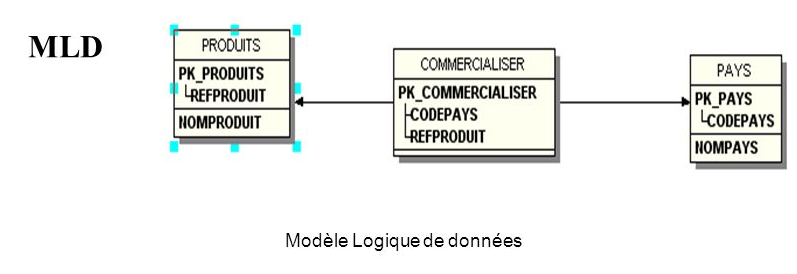 MLD
PRODUITS
PK_PRODUITS
REFPRODUIT
NOMPRODUIT
COMMERCIALISER
PK_COMMERCIALISER
CODEPAYS
REFPRODUIT
PAYS
PK_PAYS
CODEPAYS
NOMPAYS
Modèle Logique de données